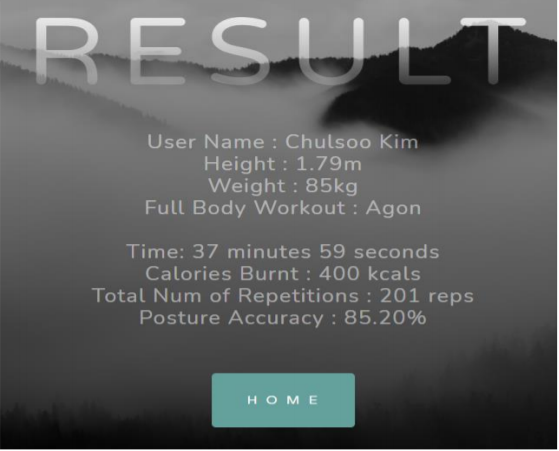 RESULT
User Name : Chulsoo Kim
Height : 1.79m
Weight : 85kg
Full Body Workout : Agon
Time: 37 minutes 59 seconds
Calories Burnt : 400 kcals
Total Num of Repetitions : 201 reps
Posture Accuracy : 85.20%
HOME